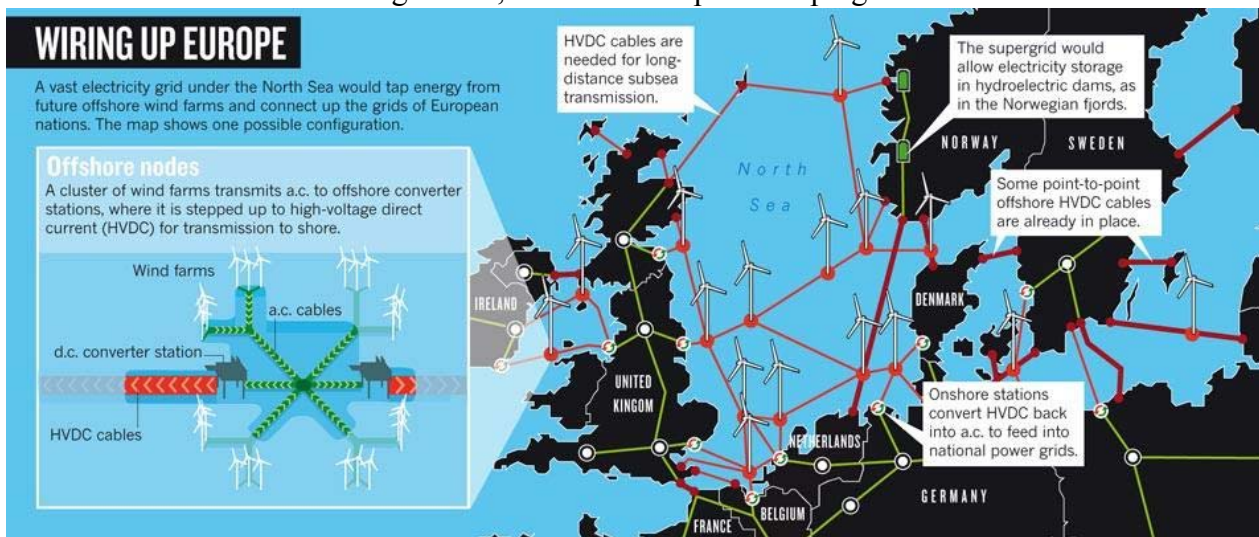 WIRING UP EUROPE
A vast electricity grid under the North Sea would tap energy from
future offshore wind farms and connect up the grids of European
nations. The map shows one possible configuration.
Offshore nodes
A cluster of wind farms transmits a.c. to offshore converter
stations, where it is stepped up to high-voltage direct
current (HVDC) for transmission to shore.
Wind farms
a.c. cables
d.c. converter station
HVDC cables
HVDC cables are
needed for long-
distance subsea
transmission.
The supergrid would
allow electricity storage
in hydroelectric dams, as
in the Norwegian fjords.
NORWAY
SWEDEN
North
Sea
Some point-to-point
offshore HVDC cables
are already in place.
IRELAND
DENMARK
UNITED
KINGOM
Onshore stations
convert HVDC back
into a.c. to feed into
national power grids.
NETHERLANDS
GERMANY
BELGIUM
FRANCE